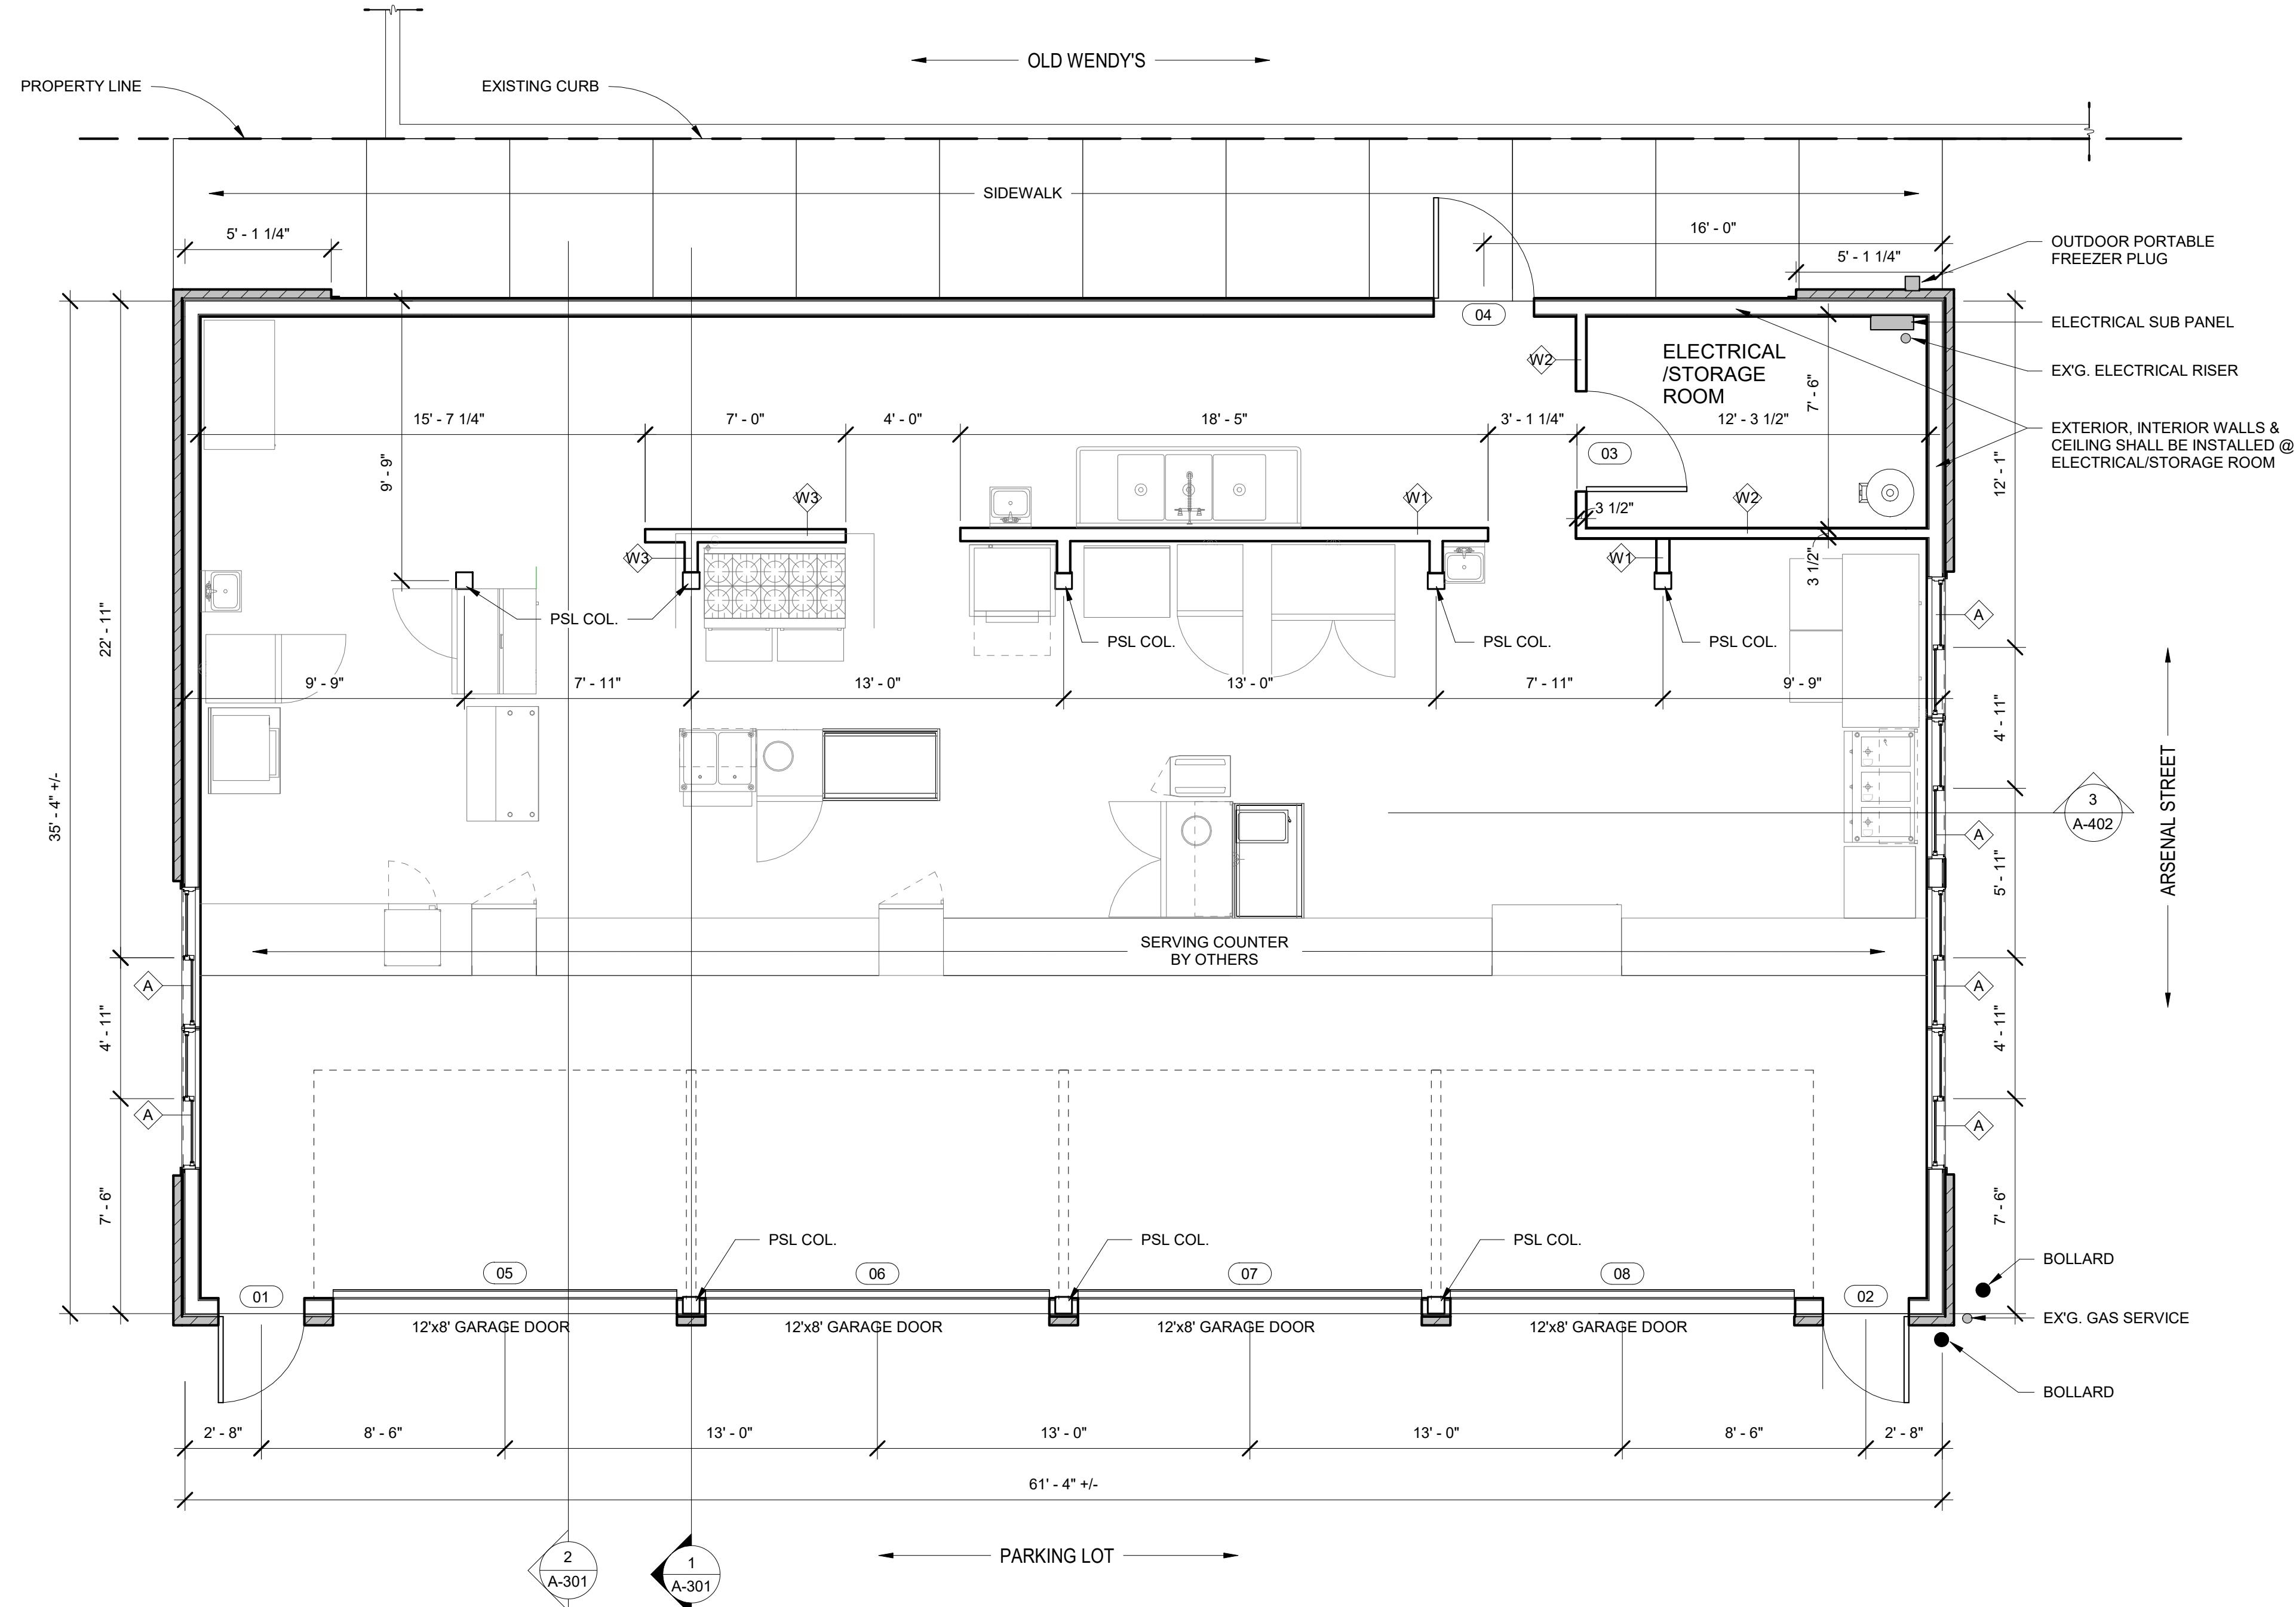 OLD WENDY'S
PROPERTY LINE
EXISTING CURB
SIDEWALK
5' - 1 1/4"
16' - 0"
5' - 1 1/4"
OUTDOOR PORTABLE
FREEZER PLUG
04
ELECTRICAL SUB PANEL
W2
ELECTRICAL
/STORAGE
ROOM
7' - 6"
EX'G. ELECTRICAL RISER
15' - 7 1/4"
7' - 0"
4' - 0"
18' - 5"
3' - 1 1/4"
12' - 3 1/2"
EXTERIOR, INTERIOR WALLS &
CEILING SHALL BE INSTALLED @
ELECTRICAL/STORAGE ROOM
9' - 9"
03
12' - 1"
W3
W1
W2
3 1/2"
W3
W1
3 1/2"
22' - 11"
PSL COL.
PSL COL.
PSL COL.
PSL COL.
A
9' - 9"
7' - 11"
13' - 0"
13' - 0"
7' - 11"
9' - 9"
4' - 11"
ARSENAL STREET
35' - 4" +/-
3
A-402
A
5' - 11"
SERVING COUNTER
BY OTHERS
A
A
4' - 11"
4' - 11"
A
A
7' - 6"
7' - 6"
PSL COL.
PSL COL.
PSL COL.
BOLLARD
05
06
07
08
01
02
12'x8' GARAGE DOOR
12'x8' GARAGE DOOR
12'x8' GARAGE DOOR
12'x8' GARAGE DOOR
EX'G. GAS SERVICE
BOLLARD
2' - 8"
8' - 6"
13' - 0"
13' - 0"
13' - 0"
8' - 6"
2' - 8"
61' - 4" +/-
2
A-301
1
A-301
PARKING LOT